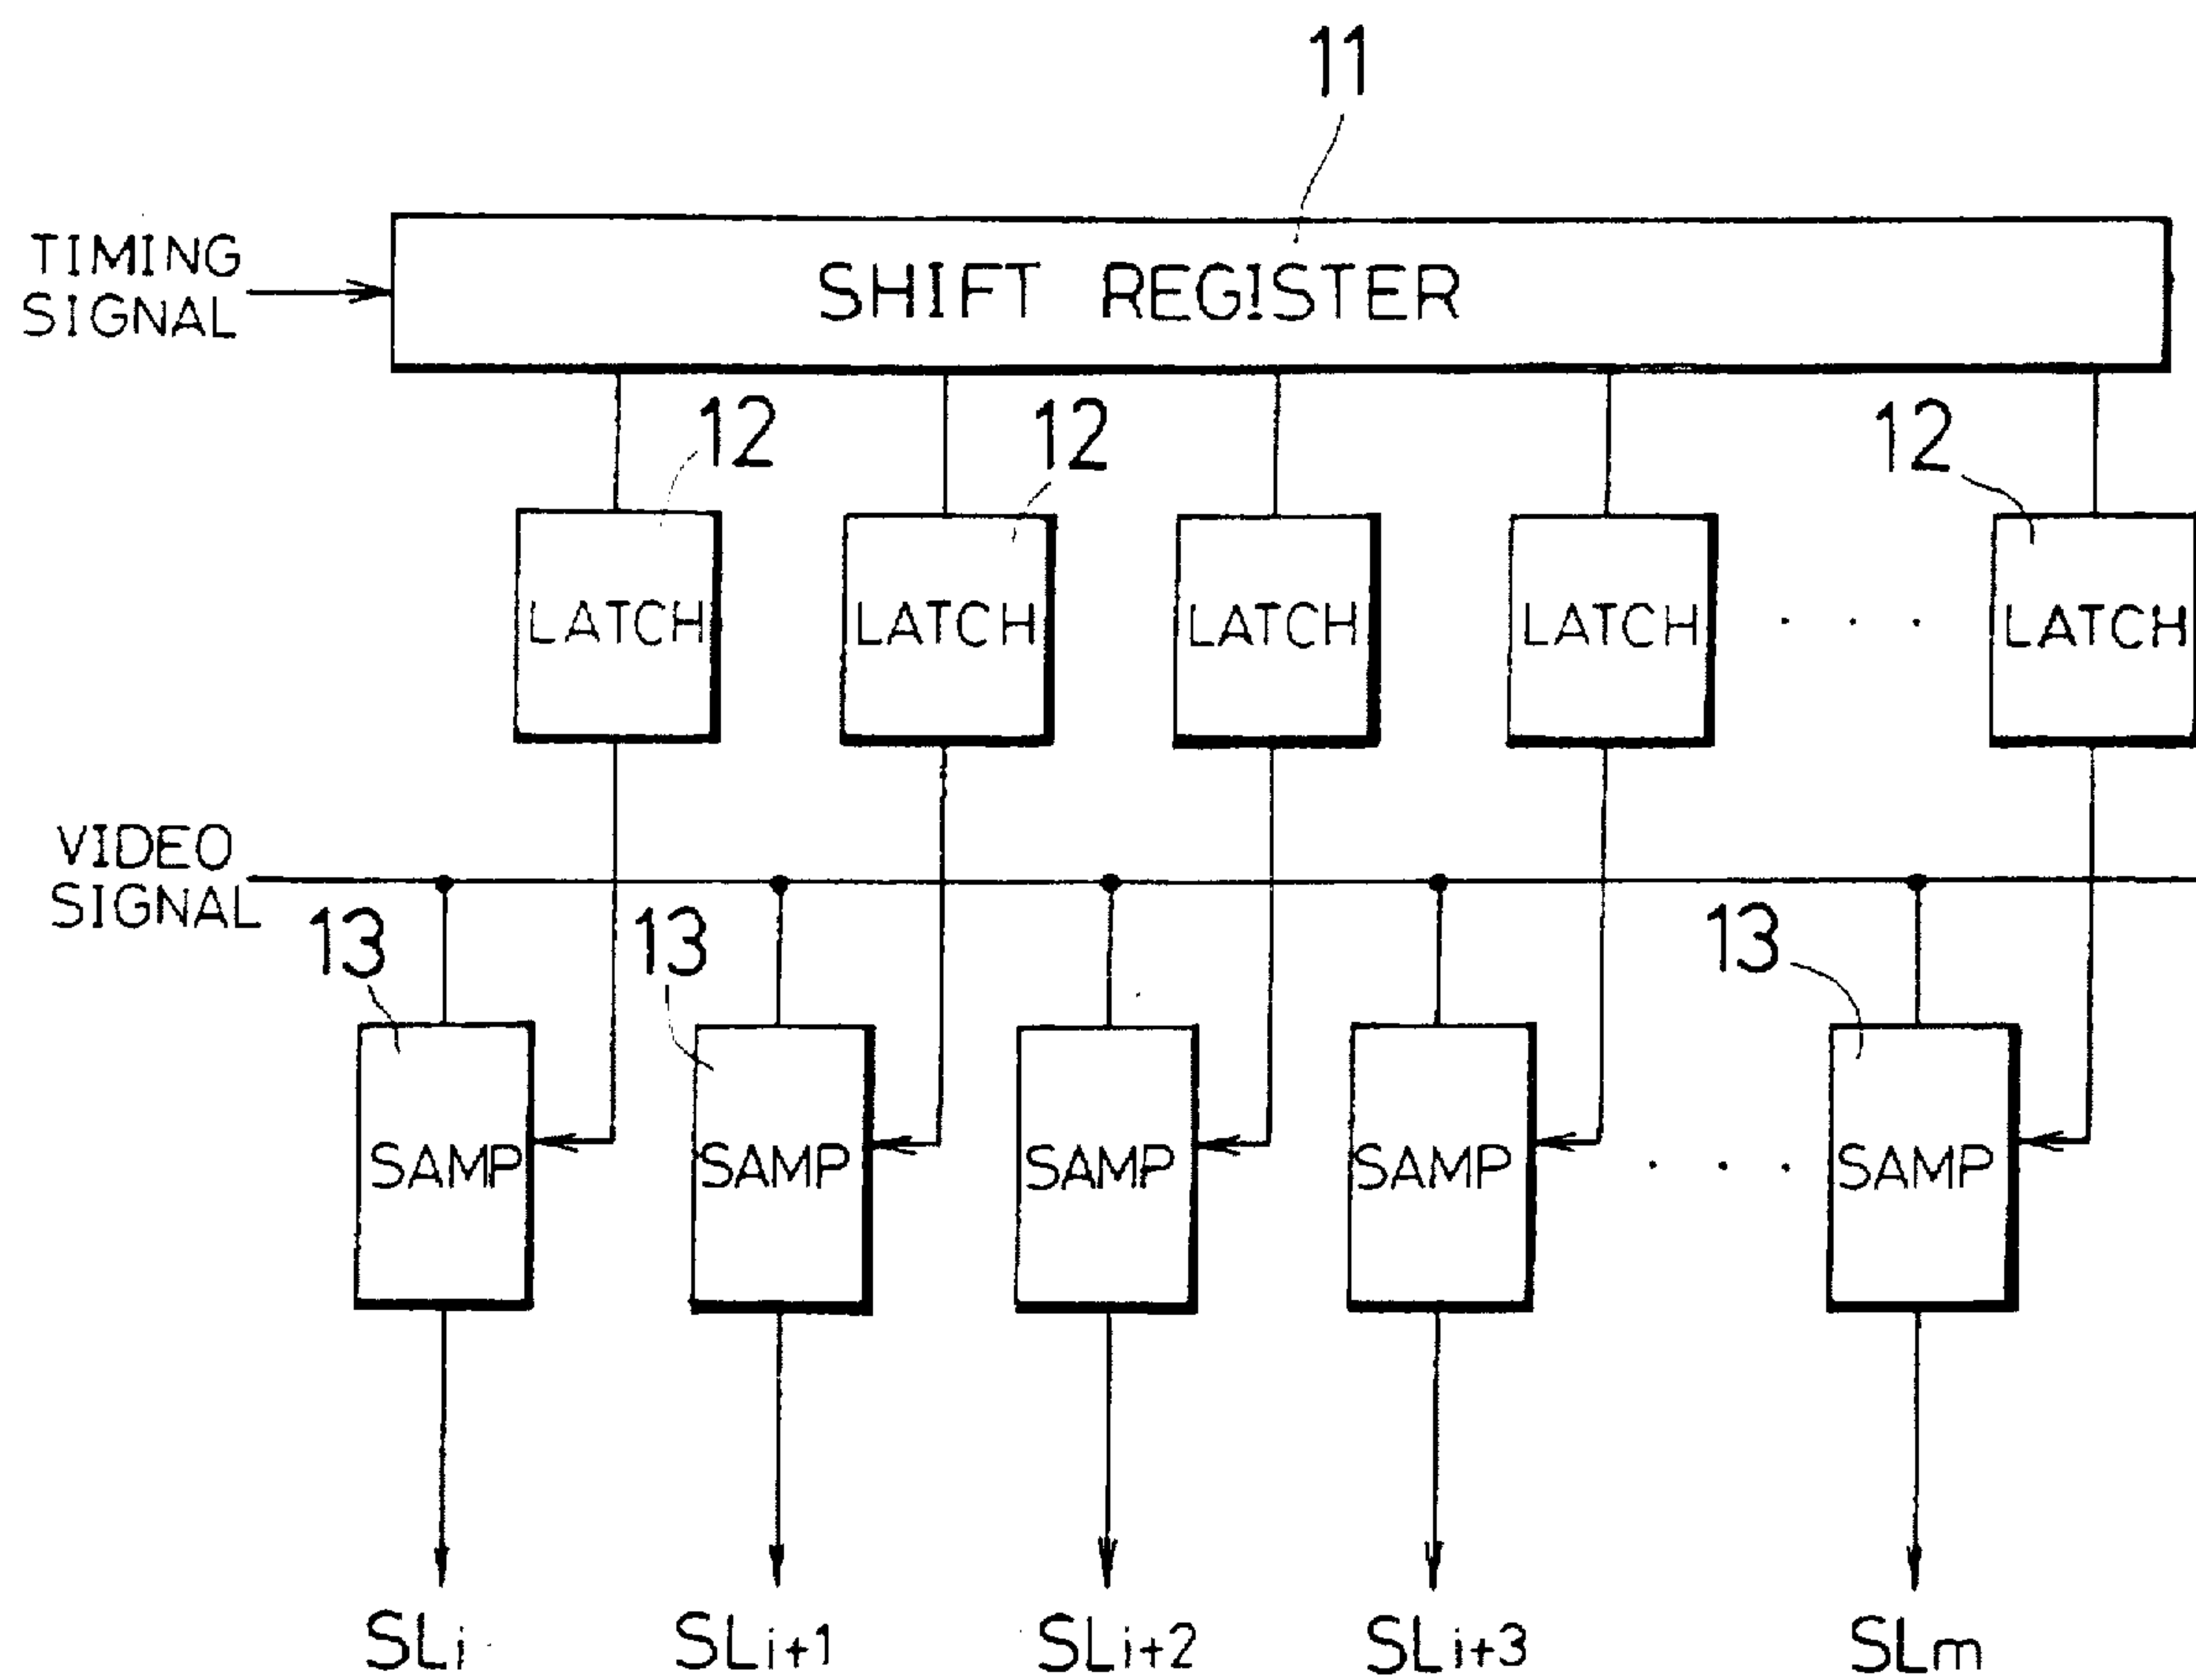 11
TIMING
SIGNAL
SHIFT REGISTER
12 12 12
LATCH LATCH LATCH LATCH . . . LATCH
VIDEO
SIGNAL
13 13 13
SAMP SAMP SAMP SAMP . . . SAMP
SLi SLi+1 SLi+2 SLi+3 SLm